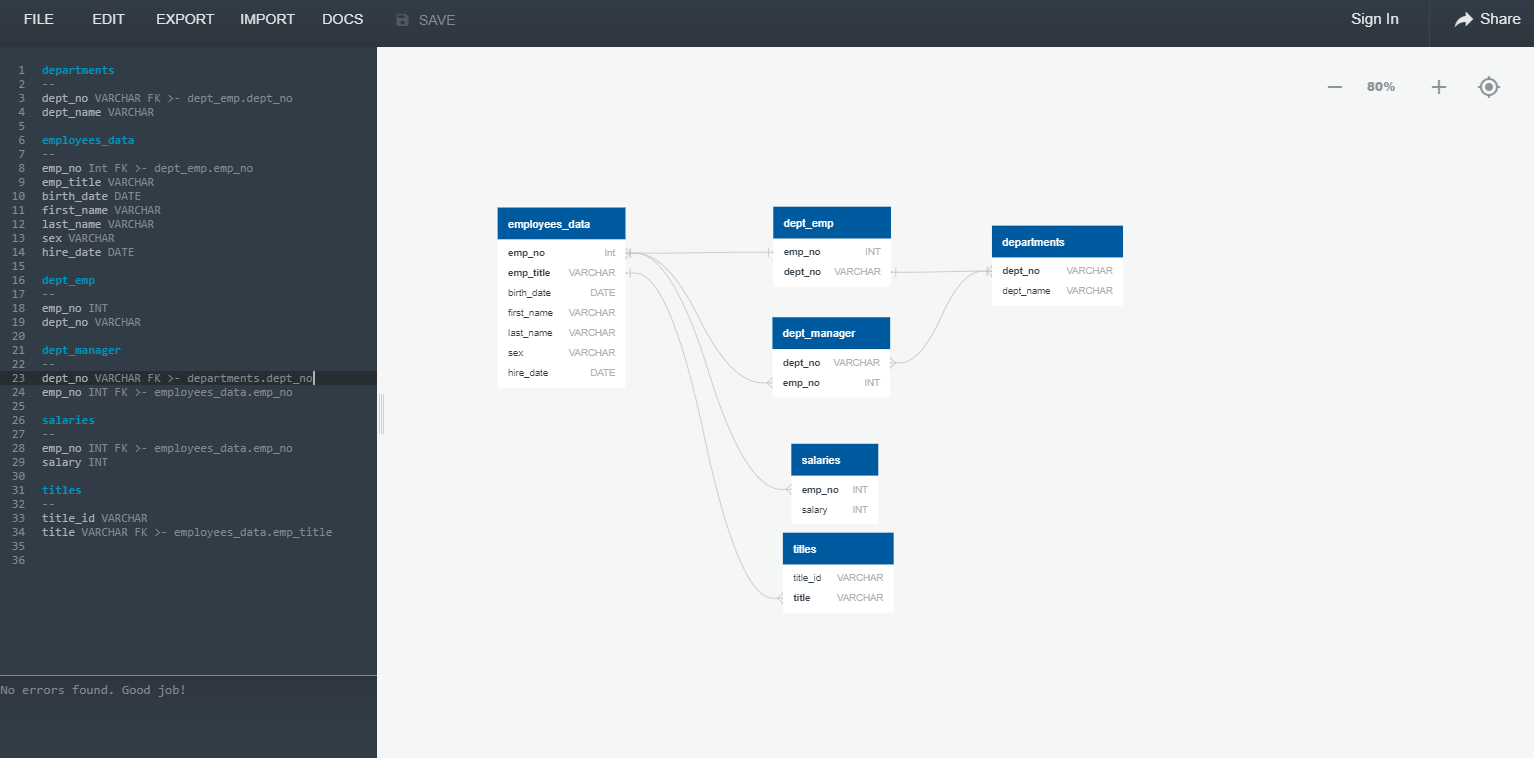 FILE EDIT EXPORT IMPORT DOCS SAVE Sign In Share
1 departments
2 --
3 dept_no VARCHAR FK >- dept_emp.dept_no
4 dept_name VARCHAR
5
6 employees_data
7 --
8 emp_no Int FK >- dept_emp.emp_no
9 emp_title VARCHAR
10 birth_date DATE
11 first_name VARCHAR
12 last_name VARCHAR
13 sex VARCHAR
14 hire_date DATE
15
16 dept_emp
17 --
18 emp_no INT
19 dept_no VARCHAR
20
21 dept_manager
22 --
23 dept_no VARCHAR FK >- departments.dept_no
24 emp_no INT FK >- employees_data.emp_no
25
26 salaries
27 --
28 emp_no INT FK >- employees_data.emp_no
29 salary INT
30
31 titles
32 --
33 title_id VARCHAR
34 title VARCHAR FK >- employees_data.emp_title
35
36
No errors found. Good job!
80%
employees_data
emp_no Int
emp_title VARCHAR
birth_date DATE
first_name VARCHAR
last_name VARCHAR
sex VARCHAR
hire_date DATE
dept_emp
emp_no INT
dept_no VARCHAR
departments
dept_no VARCHAR
dept_name VARCHAR
dept_manager
dept_no VARCHAR
emp_no INT
salaries
emp_no INT
salary INT
titles
title_id VARCHAR
title VARCHAR